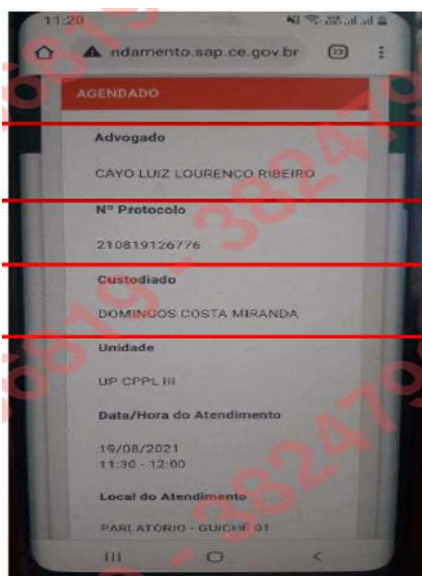 11:20
ndamento.sap.ce.gov.br 23
AGENDADO
Advogado
CAYO LUIZ LOURENCO RIBEIRO
Nº Protocolo
210819126776
Custodiado
DOMINGOS COSTA MIRANDA
Unidade
UP CPPL III
Data/Hora do Atendimento
19/08/2021
11:30 - 12:00
Local do Atendimento
PARLATÓRIO - GUICHÊ 01